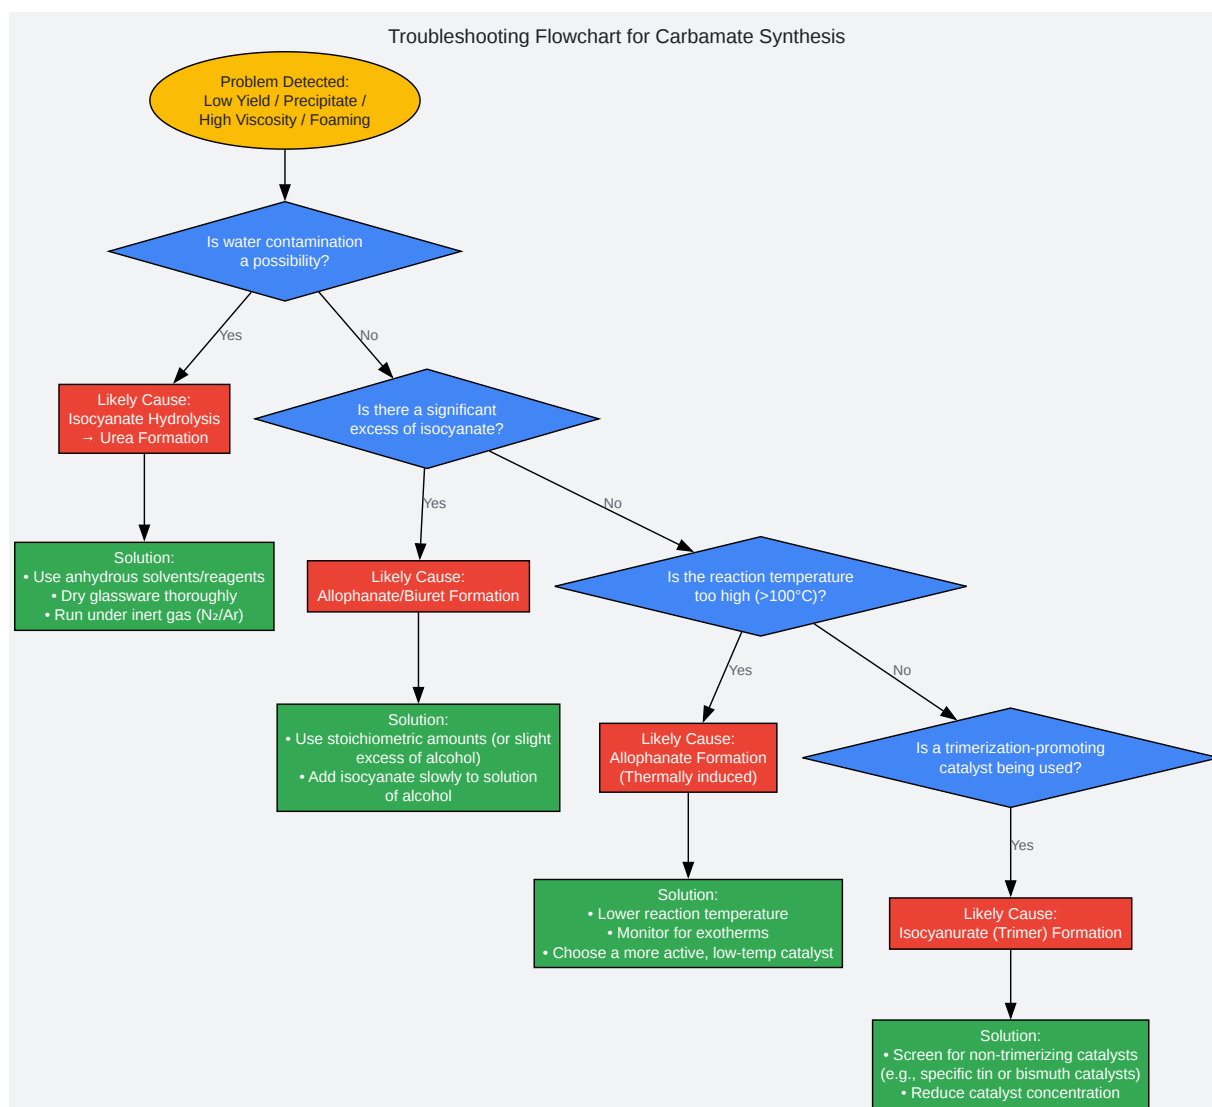 Troubleshooting Flowchart for Carbamate Synthesis
Problem Detected:
Low Yield / Precipitate /
High Viscosity / Foaming
Is water contamination
a possibility?
Yes
No
Likely Cause:
Isocyanate Hydrolysis
→ Urea Formation
Is there a significant
excess of isocyanate?
Solution:
• Use anhydrous solvents/reagents
• Dry glassware thoroughly
• Run under inert gas (N₂/Ar)
Yes
No
Likely Cause:
Allophanate/Biuret Formation
Is the reaction temperature
too high (>100°C)?
Solution:
• Use stoichiometric amounts (or slight
excess of alcohol)
• Add isocyanate slowly to solution
of alcohol
Yes
No
Likely Cause:
Allophanate Formation
(Thermally induced)
Is a trimerization-promoting
catalyst being used?
Solution:
• Lower reaction temperature
• Monitor for exotherms
• Choose a more active, low-temp catalyst
Yes
Likely Cause:
Isocyanurate (Trimer) Formation
Solution:
• Screen for non-trimerizing catalysts
(e.g., specific tin or bismuth catalysts)
• Reduce catalyst concentration